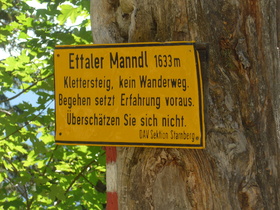 Ettaler Manndl 1633m
Klettersteig, kein Wanderweg.
Begehen setzt Erfahrung voraus.
Überschätzen Sie sich nicht.
DAV Sektion Starnberg